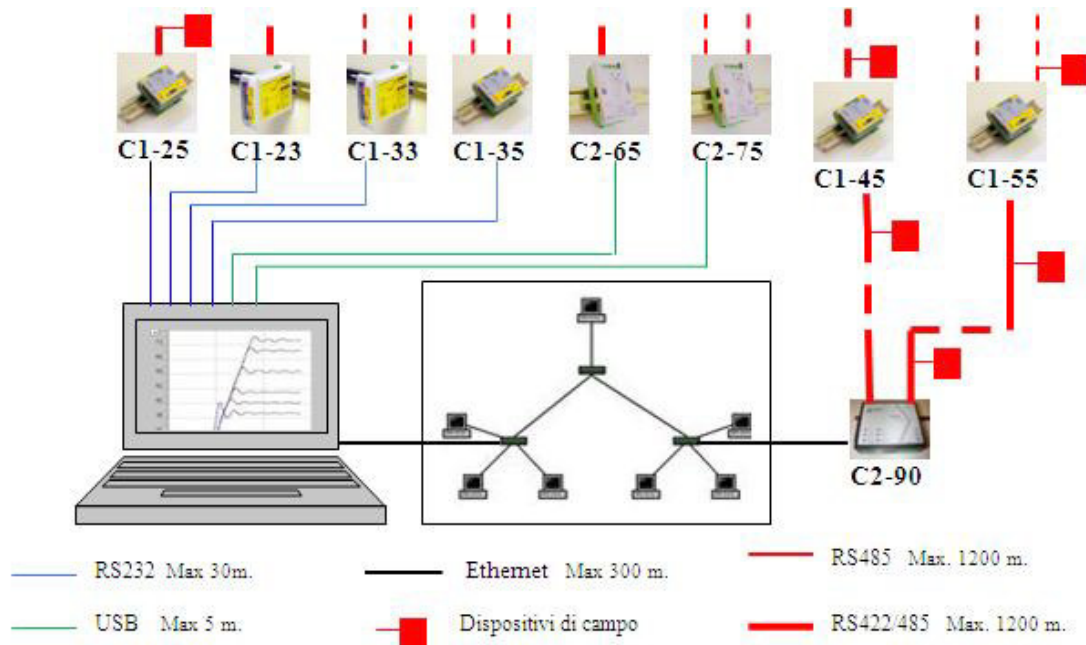 C1-25
C1-23
C1-33
C1-35
C2-65
C2-75
C1-45
C1-55
C2-90
RS232 Max 30m.
Ethernet Max 300 m.
RS485 Max. 1200 m.
USB Max 5 m.
Dispositivi di campo
RS422/485 Max. 1200 m.